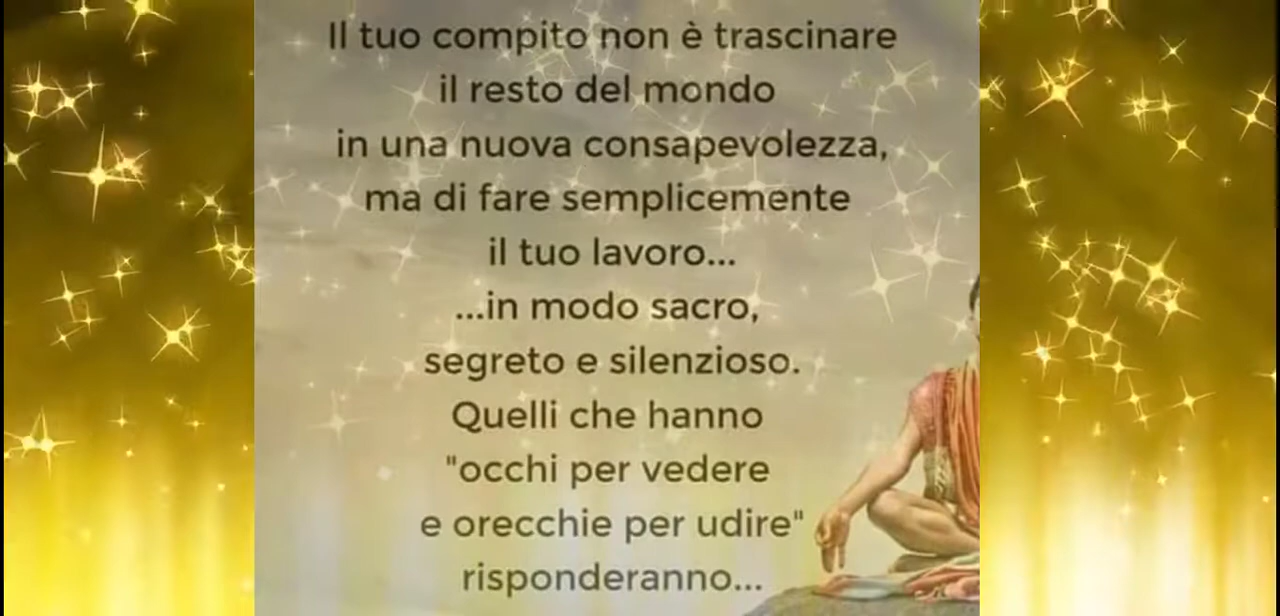 Il tuo compito non è trascinare
il resto del mondo
in una nuova consapevolezza,
ma di fare semplicemente
il tuo lavoro...
...in modo sacro,
segreto e silenzioso.
Quelli che hanno
"occhi per vedere
e orecchie per udire"
risponderanno...